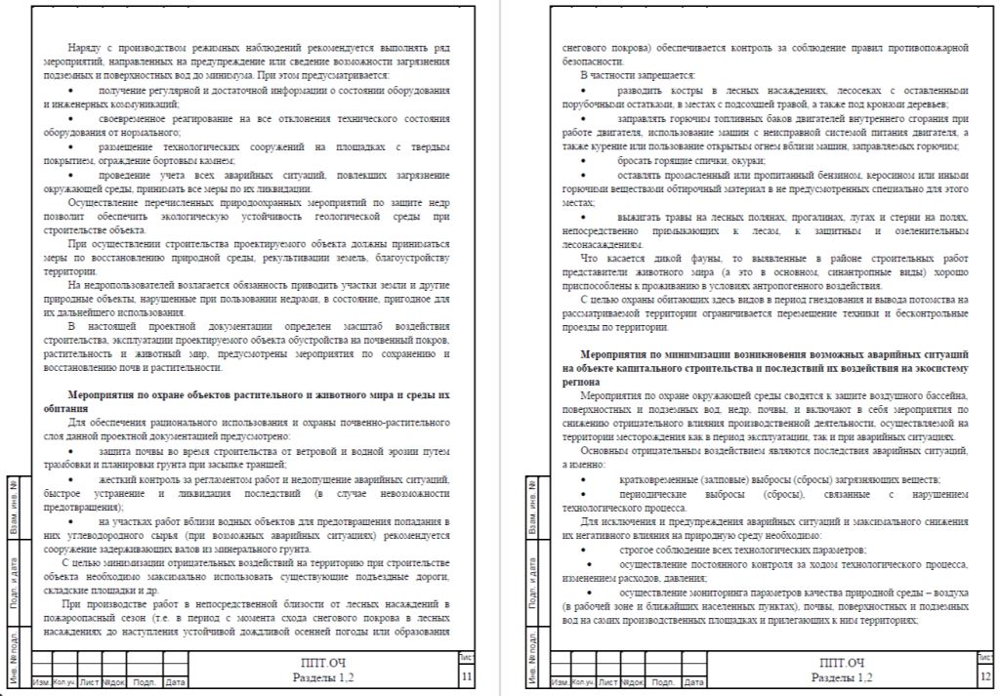 Наряду с производством режимных наблюдений рекомендуется выполнять ряд
мероприятий, направленных на предупреждение или сведение возможности загрязнения
подземных и поверхностных вод до минимума. При этом предусматривается:
• получение регулярной и достаточной информации о состоянии оборудования
и инженерных коммуникаций;
• своевременное реагирование на все отклонения технического состояния
оборудования от нормального;
• размещение технологических сооружений на площадках с твердым
покрытием, ограждение бортовым камнем;
• проведение учета всех аварийных ситуаций, повлекших загрязнение
окружающей среды, принимать все меры по их ликвидации.
Осуществление перечисленных природоохранных мероприятий по защите недр
позволит обеспечить экологическую устойчивость геологической среды при
строительстве объекта.
При осуществлении строительства проектируемого объекта должны приниматься
меры по восстановлению природной среды, рекультивации земель, благоустройству
территории.
На недропользователей возлагается обязанность приводить участки земли и другие
природные объекты, нарушенные при пользовании недрами, в состояние, пригодное для
их дальнейшего использования.
В настоящей проектной документации определен масштаб воздействия
строительства, эксплуатации проектируемого объекта обустройства на почвенный покров,
растительность и животный мир, предусмотрены мероприятия по сохранению и
восстановлению почв и растительности.
Мероприятия по охране объектов растительного и животного мира и среды их
обитания
Для обеспечения рационального использования и охраны почвенно-растительного
слоя данной проектной документацией предусмотрено:
• защита почвы во время строительства от ветровой и водной эрозии путем
трамбовки и планировки грунта при засыпке траншей;
• жесткий контроль за регламентом работ и недопущение аварийных ситуаций,
быстрое устранение и ликвидация последствий (в случае невозможности
предотвращения);
• на участках работ вблизи водных объектов для предотвращения попадания в
них углеводородного сырья (при возможных аварийных ситуациях) рекомендуется
сооружение задерживающих валов из минерального грунта.
С целью минимизации отрицательных воздействий на территорию при строительстве
объекта необходимо максимально использовать существующие подъездные дороги,
складские площадки и др.
При производстве работ в непосредственной близости от лесных насаждений в
пожароопасный сезон (т.е. в период с момента схода снегового покрова в лесных
насаждениях до наступления устойчивой дождливой осенней погоды или образования
Взам. инв. №
Подп. и дата
Инв. № подл.
Изм. Кол.уч. Лист №док. Подп. Дата
ППТ.ОЧ
Разделы 1,2
Лист
11
снегового покрова) обеспечивается контроль за соблюдение правил противопожарной
безопасности.
В частности запрещается:
• разводить костры в лесных насаждениях, лесосеках с оставленными
порубочными остатками, в местах с подсохшей травой, а также под кронами деревьев;
• заправлять горючим топливных баков двигателей внутреннего сгорания при
работе двигателя, использование машин с неисправной системой питания двигателя, а
также курение или пользование открытым огнем вблизи машин, заправляемых горючим;
• бросать горящие спички, окурки;
• оставлять промасленный или пропитанный бензином, керосином или иными
горючими веществами обтирочный материал в не предусмотренных специально для этого
местах;
• выжигать травы на лесных полянах, прогалинах, лугах и стерни на полях,
непосредственно примыкающих к лесам, к защитным и озеленительным
лесонасаждениям.
Что касается дикой фауны, то выявленные в районе строительных работ
представители животного мира (а это в основном, синантропные виды) хорошо
приспособлены к проживанию в условиях антропогенного воздействия.
С целью охраны обитающих здесь видов в период гнездования и вывода потомства на
рассматриваемой территории ограничивается перемещение техники и бесконтрольные
проезды по территории.
Мероприятия по минимизации возникновения возможных аварийных ситуаций
на объекте капитального строительства и последствий их воздействия на экосистему
региона
Мероприятия по охране окружающей среды сводятся к защите воздушного бассейна,
поверхностных и подземных вод, недр, почвы, и включают в себя мероприятия по
снижению отрицательного влияния производственной деятельности, осуществляемой на
территории месторождения как в период эксплуатации, так и при аварийных ситуациях.
Основным отрицательным воздействием являются последствия аварийных ситуаций,
а именно:
• кратковременные (залповые) выбросы (сбросы) загрязняющих веществ;
• периодические выбросы (сбросы), связанные с нарушением
технологического процесса.
Для исключения и предупреждения аварийных ситуаций и максимального снижения
их негативного влияния на природную среду необходимо:
• строгое соблюдение всех технологических параметров;
• осуществление постоянного контроля за ходом технологического процесса,
изменением расходов, давления;
• осуществление мониторинга параметров качества природной среды – воздуха
(в рабочей зоне и ближайших населенных пунктах), почвы, поверхностных и подземных
вод на самих производственных площадках и прилегающих к ним территориях;
Взам. инв. №
Подп. и дата
Инв. № подл.
Изм. Кол.уч. Лист №док. Подп. Дата
ППТ.ОЧ
Разделы 1,2
Лист
12